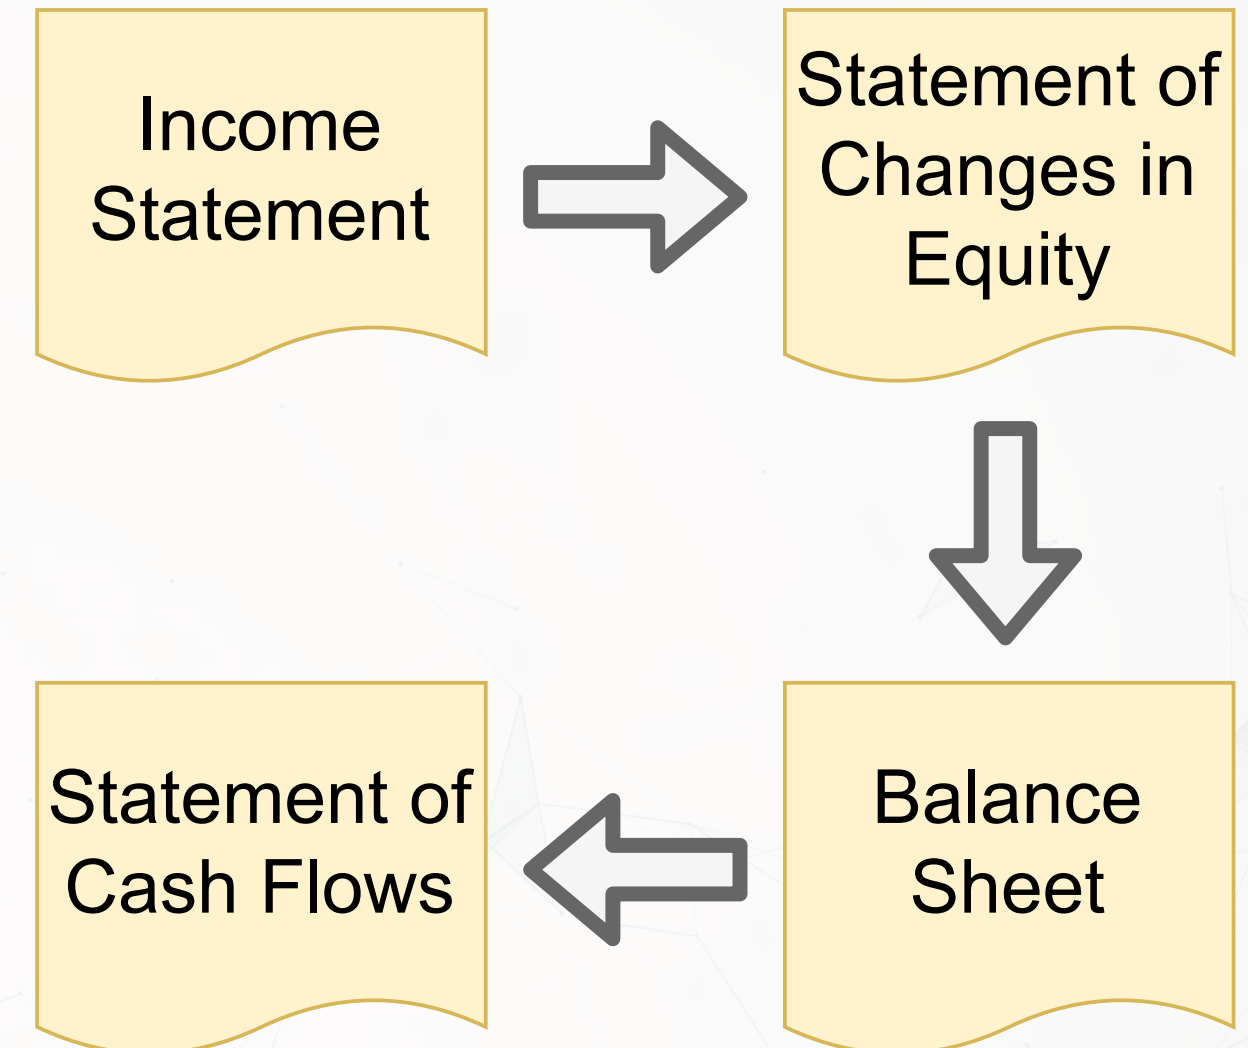 Income
Statement
Statement of
Changes in
Equity
Statement of
Cash Flows
Balance
Sheet